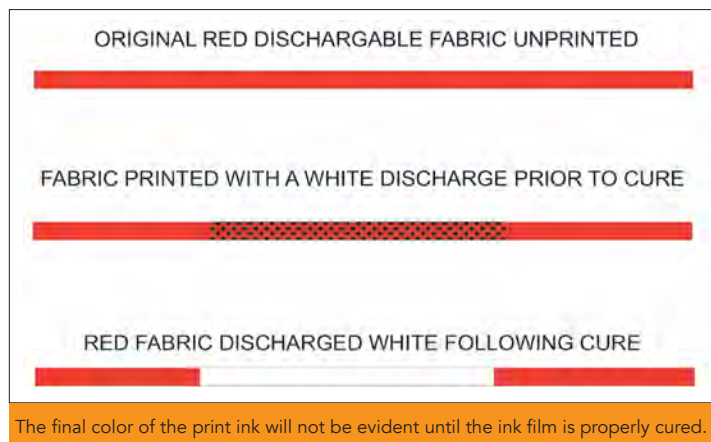 ORIGINAL RED DISCHARGABLE FABRIC UNPRINTED
FABRIC PRINTED WITH A WHITE DISCHARGE PRIOR TO CURE
RED FABRIC DISCHARGED WHITE FOLLOWING CURE
The final color of the print ink will not be evident until the ink film is properly cured.